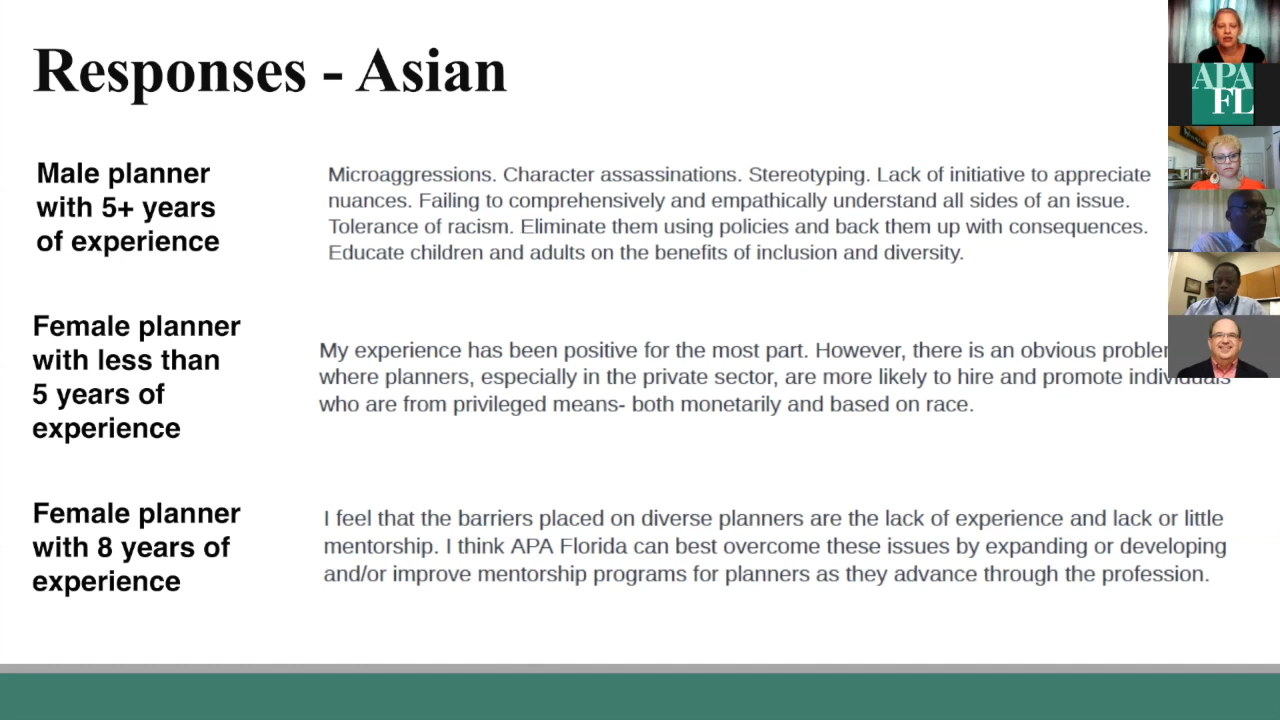 Responses - Asian
Male planner
with 5+ years
of experience
Microaggressions. Character assassinations. Stereotyping. Lack of initiative to appreciate
nuances. Failing to comprehensively and empathically understand all sides of an issue.
Tolerance of racism. Eliminate them using policies and back them up with consequences.
Educate children and adults on the benefits of inclusion and diversity.
Female planner
with less than
5 years of
experience
My experience has been positive for the most part. However, there is an obvious
where planners, especially in the private sector, are more likely to hire and promote individuals
who are from privileged means- both monetarily and based on race.
Female planner
with 8 years of
experience
I feel that the barriers placed on diverse planners are the lack of experience and lack or little
mentorship. I think APA Florida can best overcome these issues by expanding or developing
and/or improve mentorship programs for planners as they advance through the profession.
APA
FL